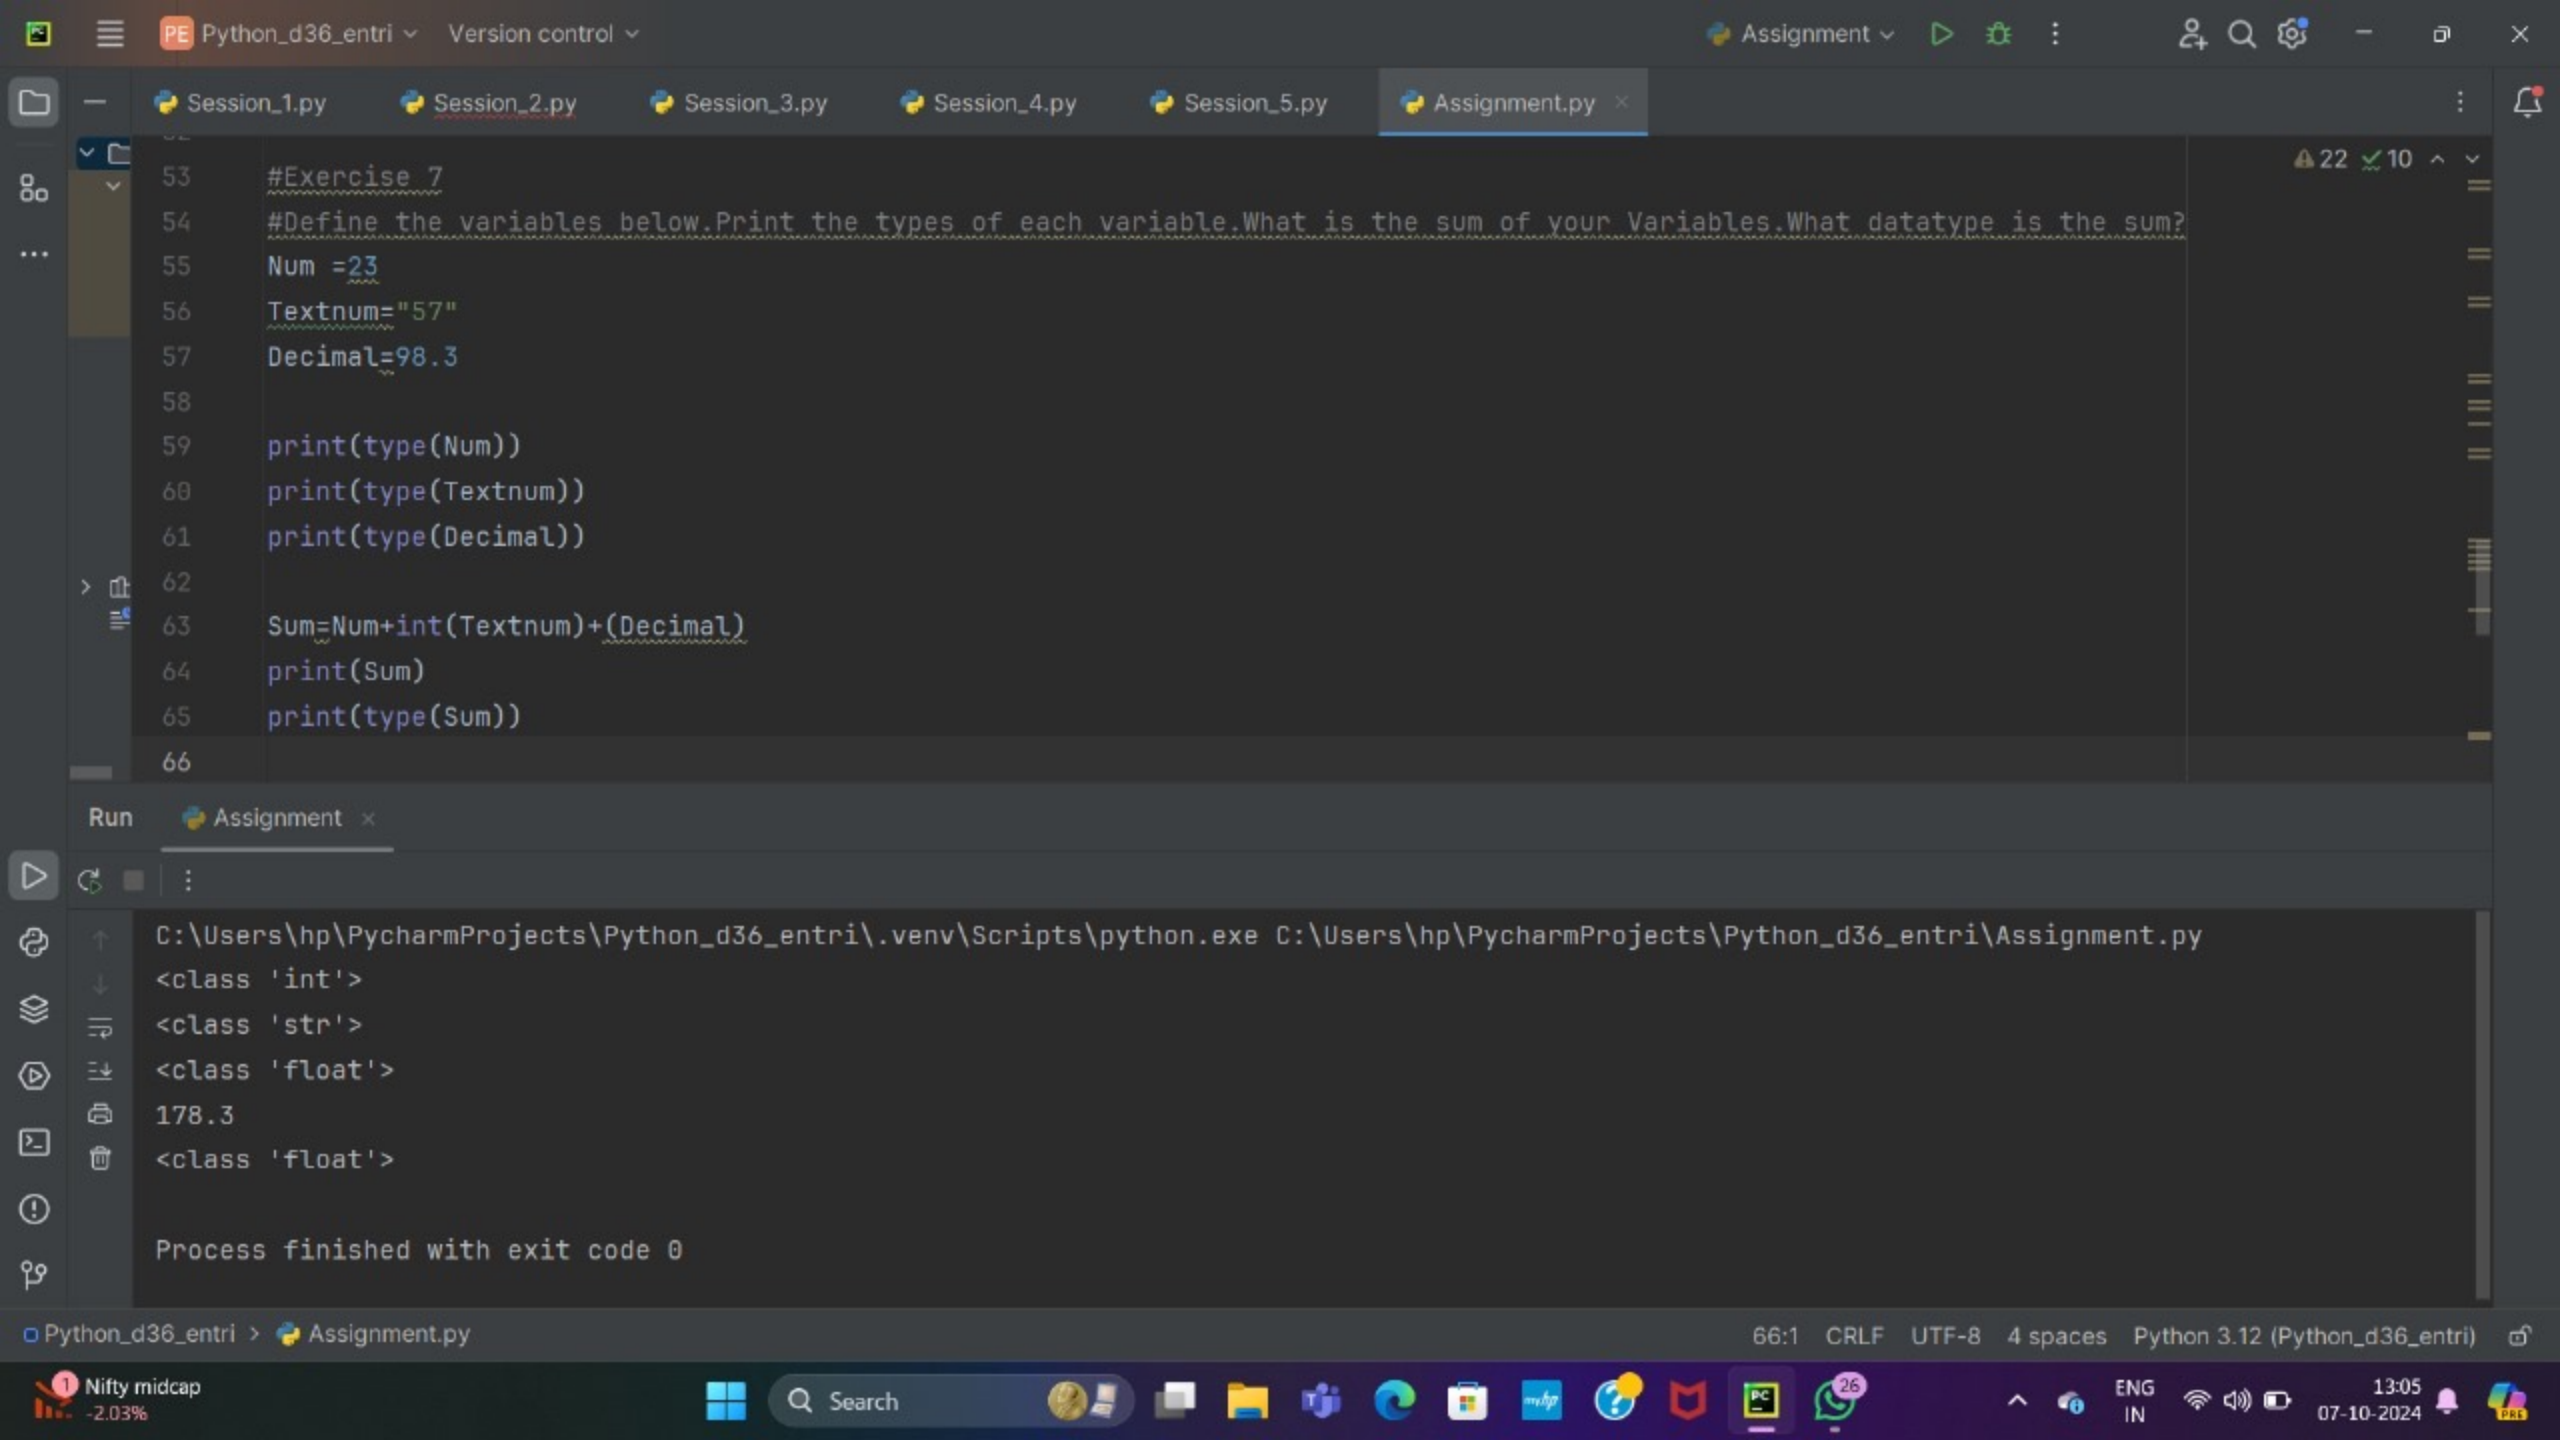 PE Python_d36_entri Version control Assignment
Session_1.py Session_2.py Session_3.py Session_4.py Session_5.py Assignment.py
22 10
53 #Exercise 7
54 #Define the variables below.Print the types of each variable.What is the sum of your Variables.What datatype is the sum?
55 Num =23
56 Textnum="57"
57 Decimal=98.3
58
59 print(type(Num))
60 print(type(Textnum))
61 print(type(Decimal))
62
63 Sum=Num+int(Textnum)+(Decimal)
64 print(Sum)
65 print(type(Sum))
66
Run Assignment
C:\Users\hp\PycharmProjects\Python_d36_entri\.venv\Scripts\python.exe C:\Users\hp\PycharmProjects\Python_d36_entri\Assignment.py
<class 'int'>
<class 'str'>
<class 'float'>
178.3
<class 'float'>
Process finished with exit code 0
Python_d36_entri > Assignment.py 66:1 CRLF UTF-8 4 spaces Python 3.12 (Python_d36_entri)
1 Nifty midcap
-2.03%
Search
myhp
PC
26
ENG
IN
13:05
07-10-2024
PRE